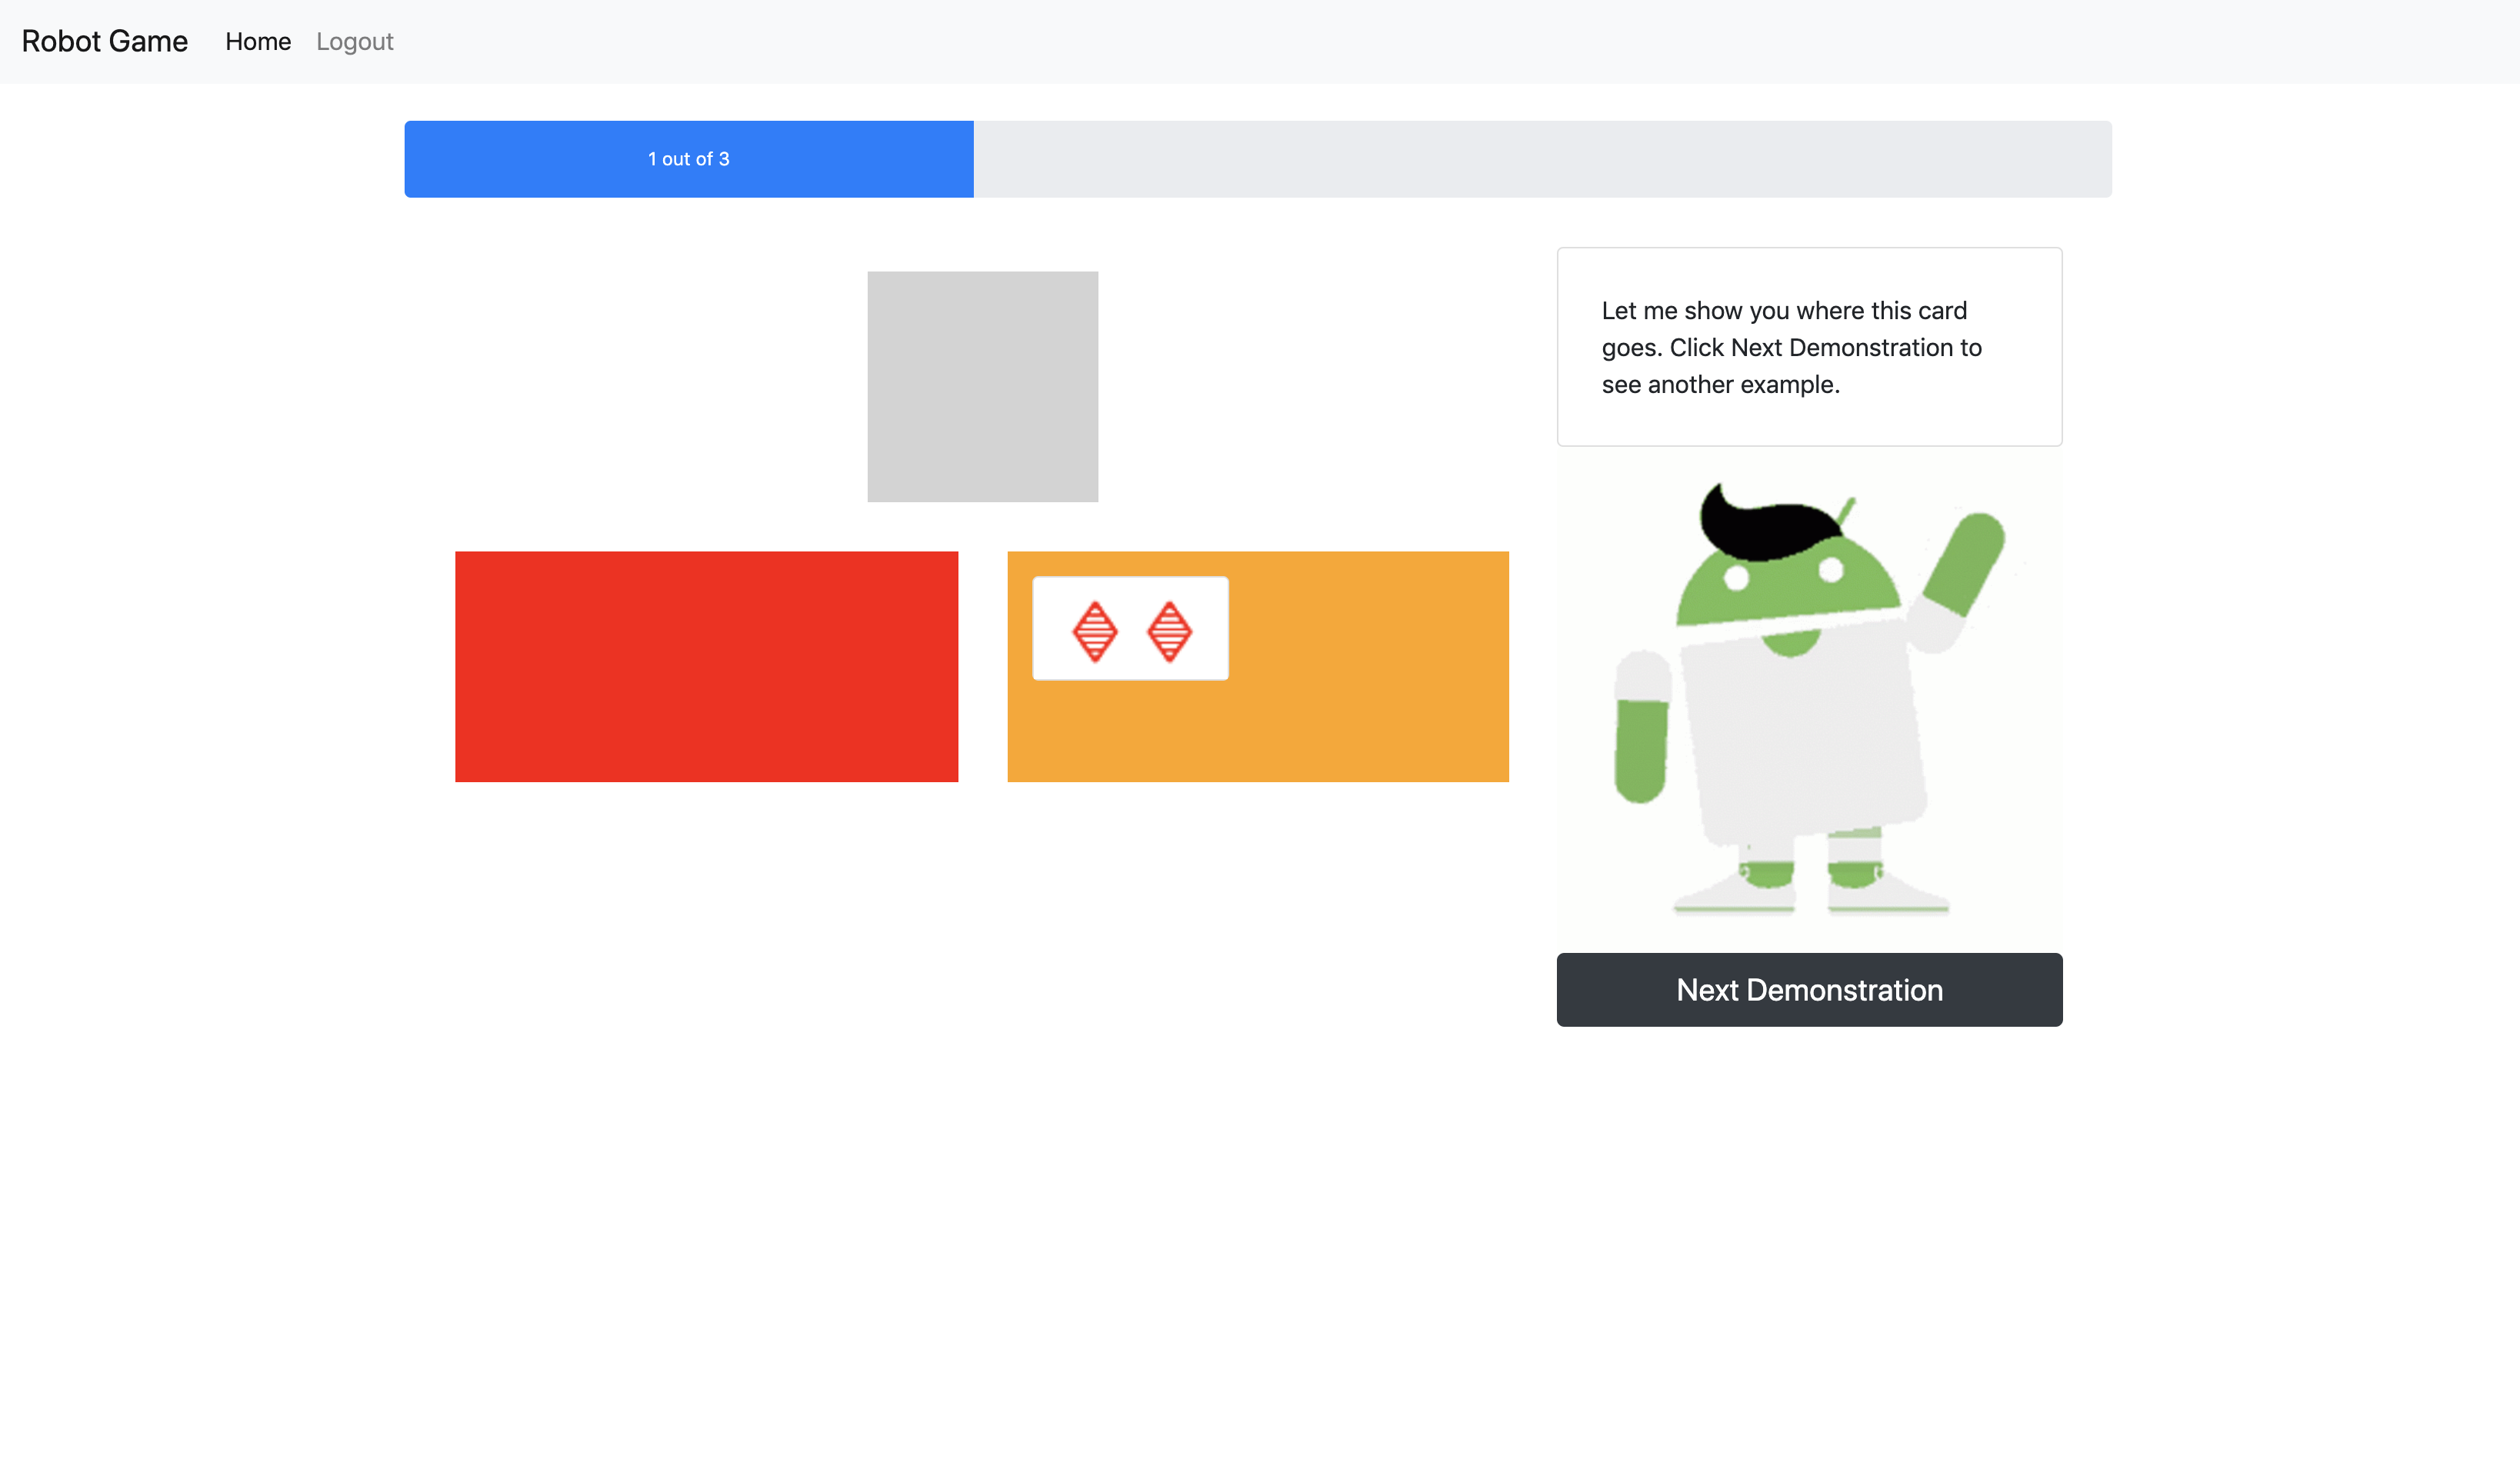 Robot Game Home Logout
1 out of 3
Let me show you where this card
goes. Click Next Demonstration to
see another example.
Next Demonstration